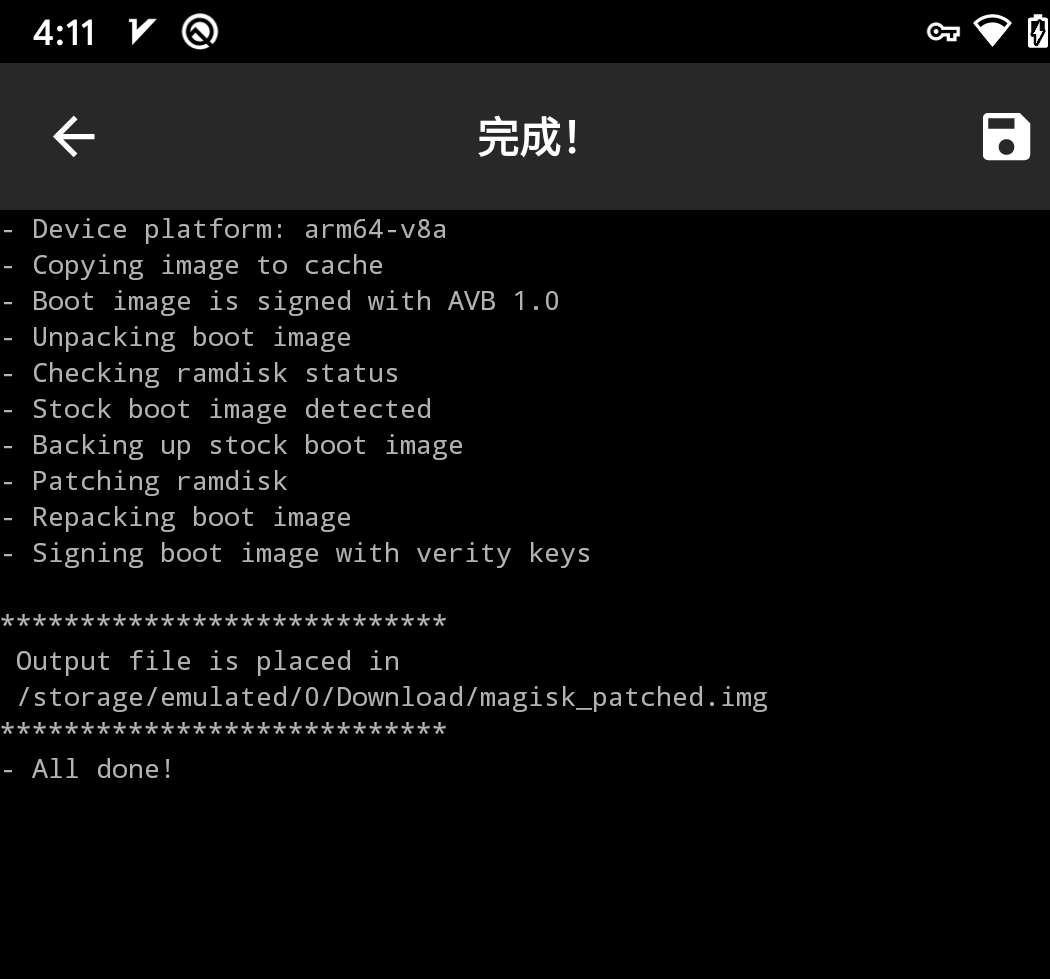 4:11
完成！
- Device platform: arm64-v8a
- Copying image to cache
- Boot image is signed with AVB 1.0
- Unpacking boot image
- Checking ramdisk status
- Stock boot image detected
- Backing up stock boot image
- Patching ramdisk
- Repacking boot image
- Signing boot image with verity keys
****************************
Output file is placed in
/storage/emulated/0/Download/magisk_patched.img
****************************
- All done!